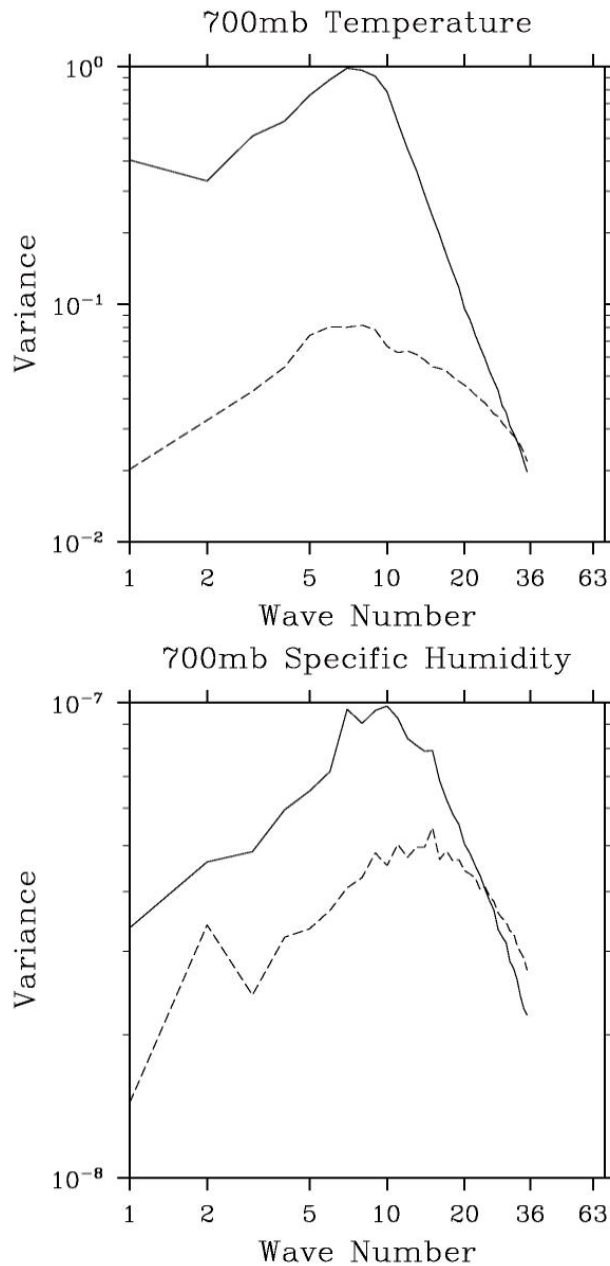 700mb Temperature
10⁰
10⁻¹
10⁻²
Variance
1 2 5 10 20 36 63
Wave Number
700mb Specific Humidity
10⁻⁷
10⁻⁸
Variance
1 2 5 10 20 36 63
Wave Number